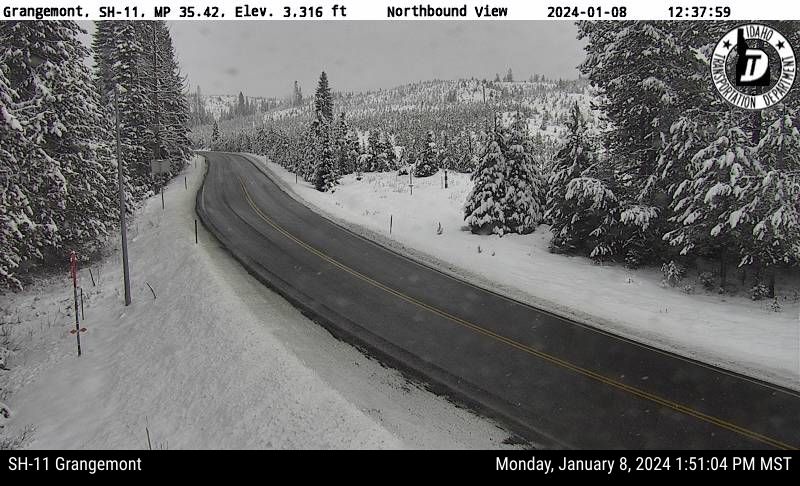 Grangemont, SH-11, MP 35.42, Elev. 3,316 ft Northbound View 2024-01-08 12:37:59
IDAHO
TRANSPORTATION DEPARTMENT
SH-11 Grangemont Monday, January 8, 2024 1:51:04 PM MST